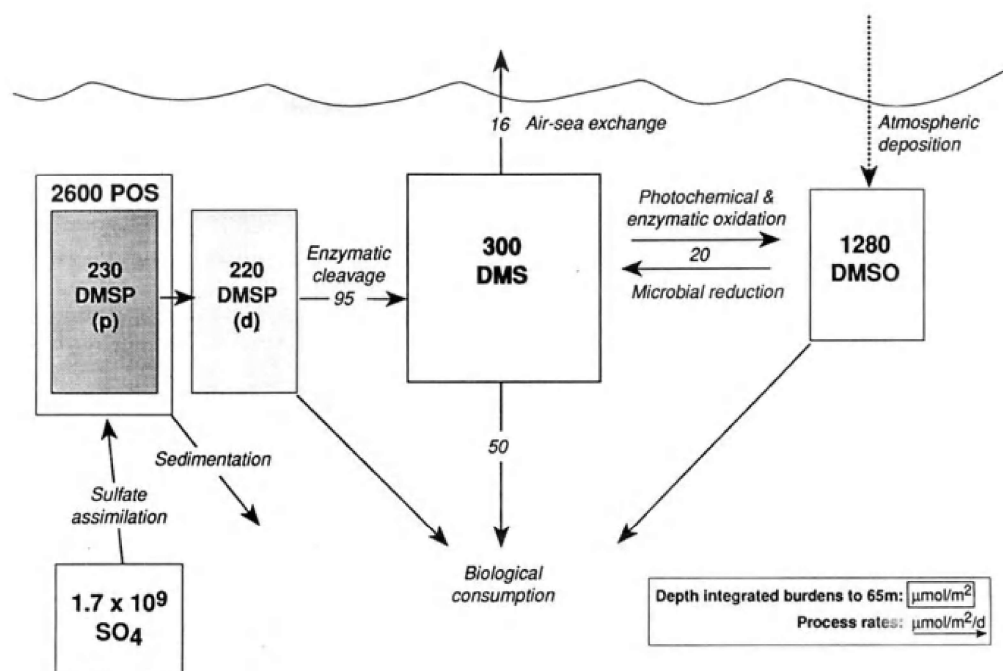 16
Air-sea exchange
Atmospheric
deposition
2600 POS
230
DMSP
(p)
220
DMSP
(d)
Enzymatic
cleavage
95
300
DMS
Photochemical &
enzymatic oxidation
20
Microbial reduction
1280
DMSO
50
Sedimentation
Sulfate
assimilation
1.7 x 10⁹
SO₄
Biological
consumption
Depth integrated burdens to 65m: μmol/m²
Process rates: μmol/m²/d